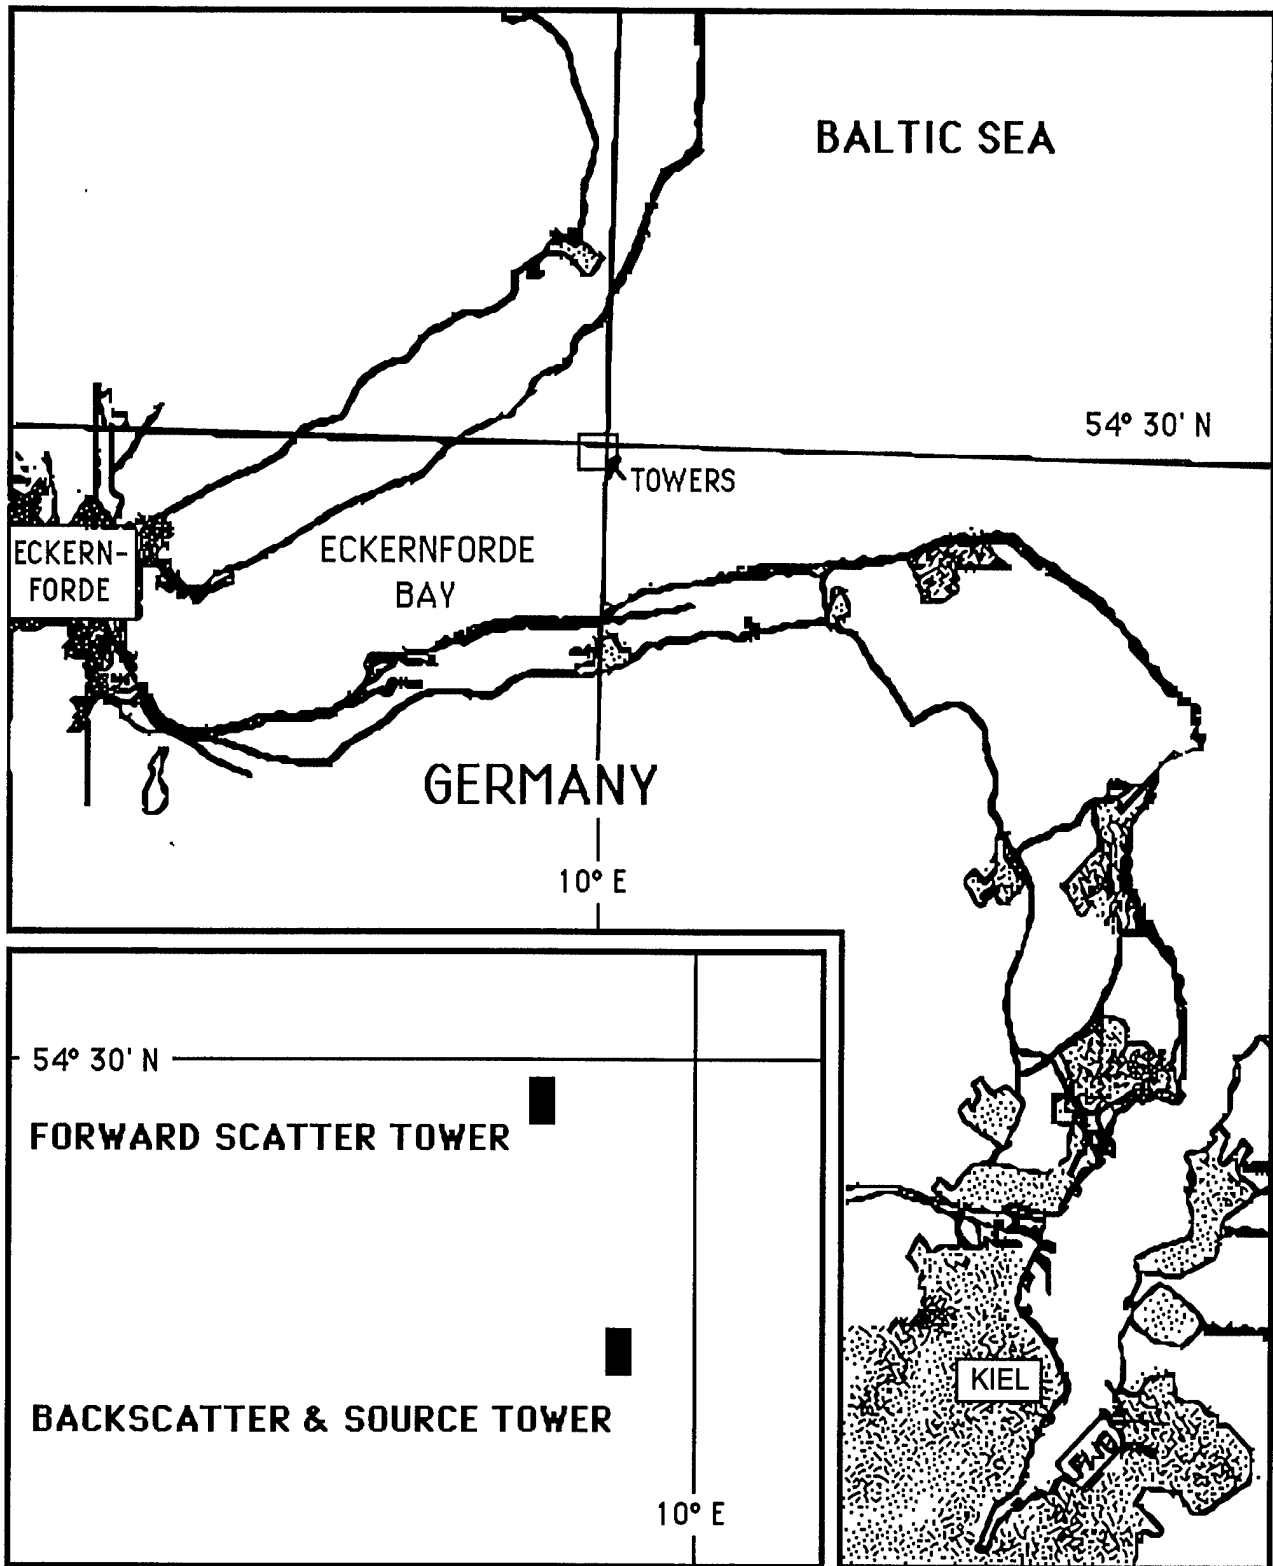 BALTIC SEA
54° 30' N
TOWERS
ECKERN-
FORDE
ECKERNFORDE
BAY
GERMANY
10° E
54° 30' N
FORWARD SCATTER TOWER
BACKSCATTER & SOURCE TOWER
10° E
KIEL
FWG